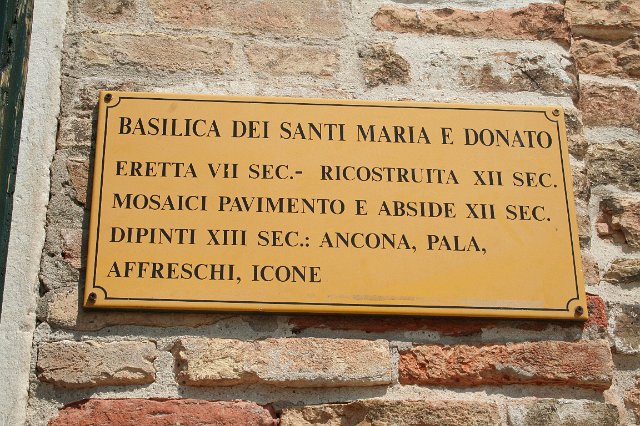 BASILICA DEI SANTI MARIA E DONATO
ERETTA VII SEC.- RICOSTRUITA XII SEC.
MOSAICI PAVIMENTO E ABSIDE XII SEC.
DIPINTI XIII SEC.: ANCONA, PALA,
AFFRESCHI, ICONE